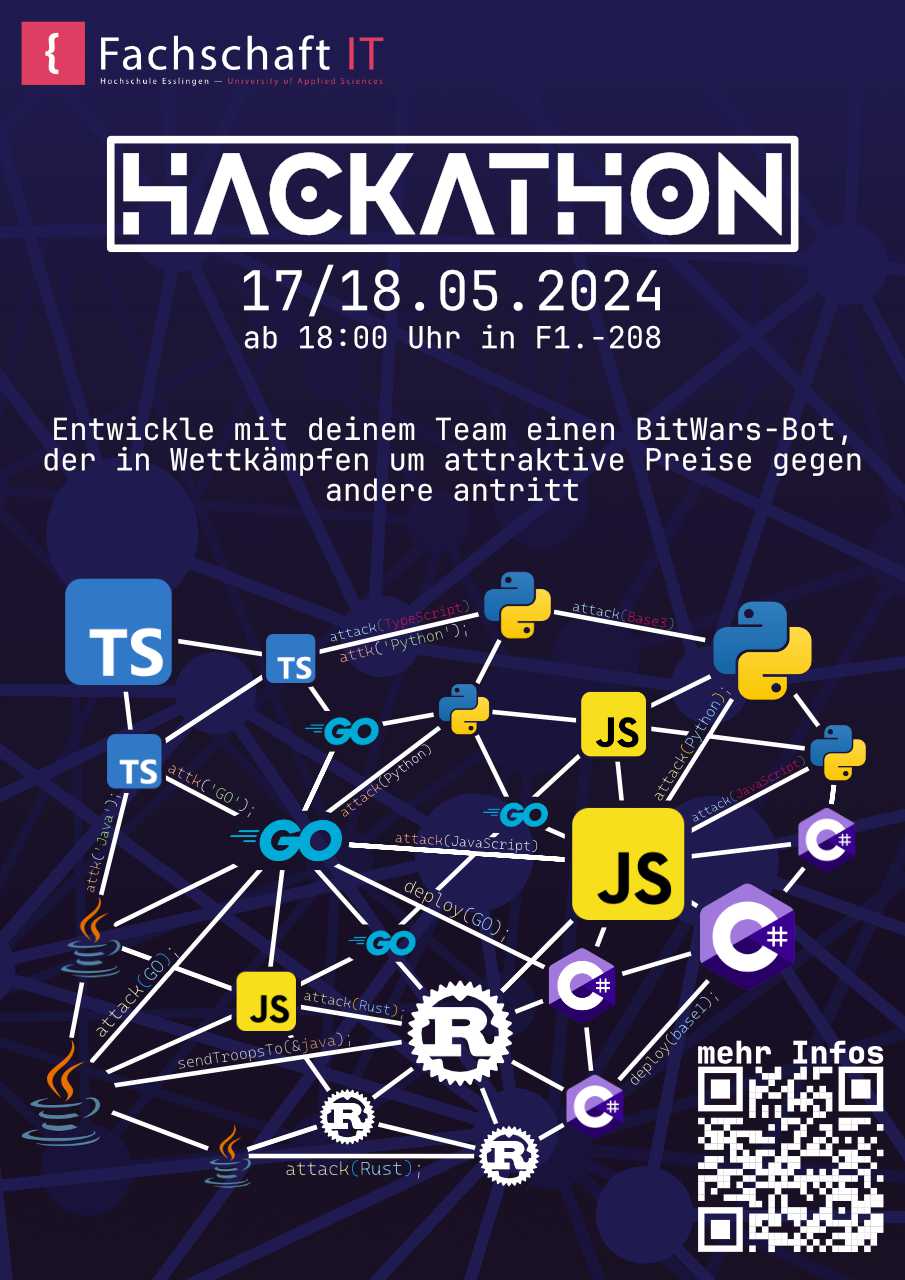 { Fachschaft IT
Hochschule Esslingen — University of Applied Sciences
HACKATHON
17/18.05.2024
ab 18:00 Uhr in F1.-208
Entwickle mit deinem Team einen BitWars-Bot,
der in Wettkämpfen um attraktive Preise gegen
andere antritt
TS
TS
attack(TypeScript)
attk('Python');
attack(Base3)
TS
attk('GO');
GO
JS
attack(Python)
attack(Python);
attk('Java');
GO
GO
attack(JavaScript)
attack(JavaScript)
JS
C#
deploy(GO);
GO
C#
attack(GO);
JS
attack(Rust);
C#
R
sendTroopsTo(&java);
deploy(base1);
C#
R
R
attack(Rust);
mehr Infos